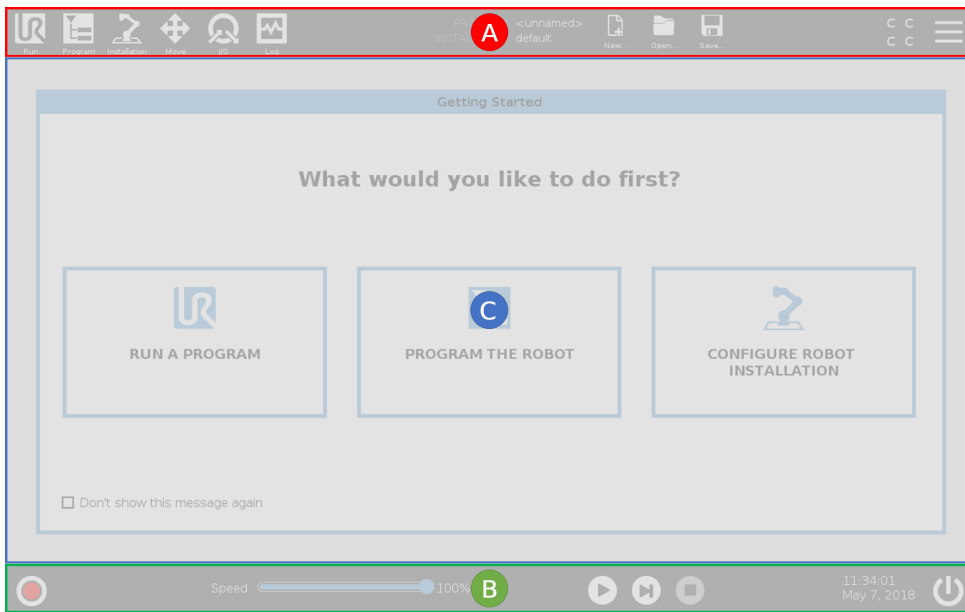 Run Program Installation Move I/O Log
<unnamed>
default
New... Open... Save...
C C
C C
A
Getting Started
What would you like to do first?
C
RUN A PROGRAM
PROGRAM THE ROBOT
CONFIGURE ROBOT
INSTALLATION
Don't show this message again
Speed 100%
B
11:34:01
May 7, 2018